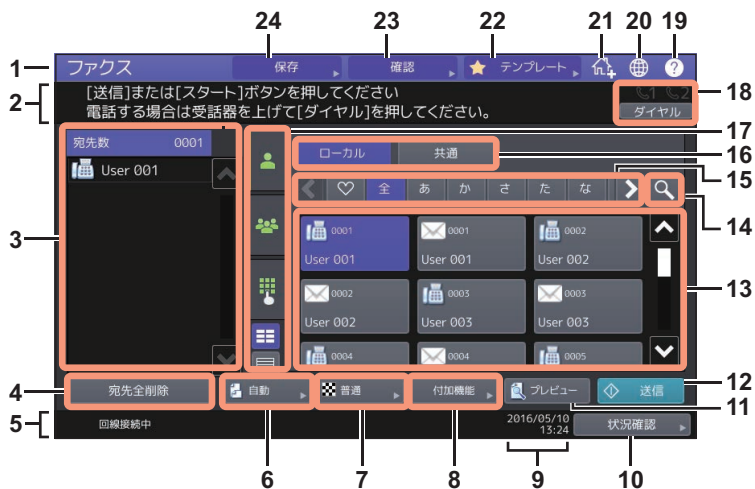 24 23 22 21 20 19
1 ファクス 保存 確認 テンプレート ?
2 [送信]または[スタート]ボタンを押してください
電話する場合は受話器を上げて[ダイヤル]を押してください。
1 2 18
ダイヤル
17
宛先数 0001
User 001
ローカル 共通 16
15
全 あ か さ た な
14
3
0001 0001 0002
User 001 User 001 User 002
13
0002 0003 0003
User 002 User 003 User 003
0004 0004 0005
4 宛先全削除 自動 普通 付加機能 プレビュー 送信 12
11
5 回線接続中 2016/05/10
13:24 状況確認
6 7 8 9 10